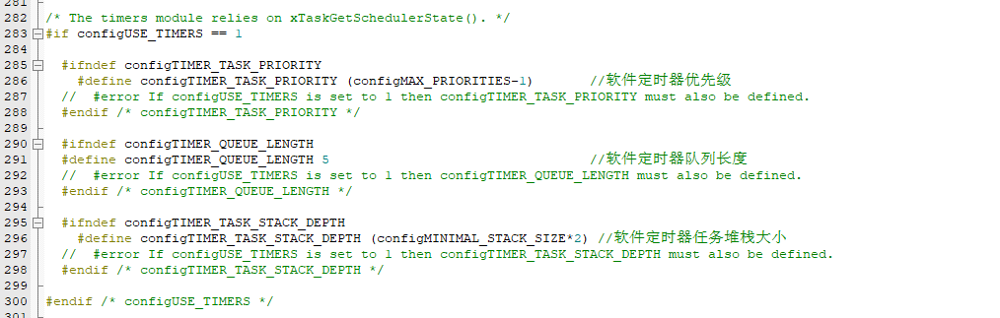 281
282 /* The timers module relies on xTaskGetSchedulerState(). */
283 #if configUSE_TIMERS == 1
284
285 #ifndef configTIMER_TASK_PRIORITY
286 #define configTIMER_TASK_PRIORITY (configMAX_PRIORITIES-1) //软件定时器优先级
287 // #error If configUSE_TIMERS is set to 1 then configTIMER_TASK_PRIORITY must also be defined.
288 #endif /* configTIMER_TASK_PRIORITY */
289
290 #ifndef configTIMER_QUEUE_LENGTH
291 #define configTIMER_QUEUE_LENGTH 5 //软件定时器队列长度
292 // #error If configUSE_TIMERS is set to 1 then configTIMER_QUEUE_LENGTH must also be defined.
293 #endif /* configTIMER_QUEUE_LENGTH */
294
295 #ifndef configTIMER_TASK_STACK_DEPTH
296 #define configTIMER_TASK_STACK_DEPTH (configMINIMAL_STACK_SIZE*2) //软件定时器任务堆栈大小
297 // #error If configUSE_TIMERS is set to 1 then configTIMER_TASK_STACK_DEPTH must also be defined.
298 #endif /* configTIMER_TASK_STACK_DEPTH */
299
300 #endif /* configUSE_TIMERS */
301